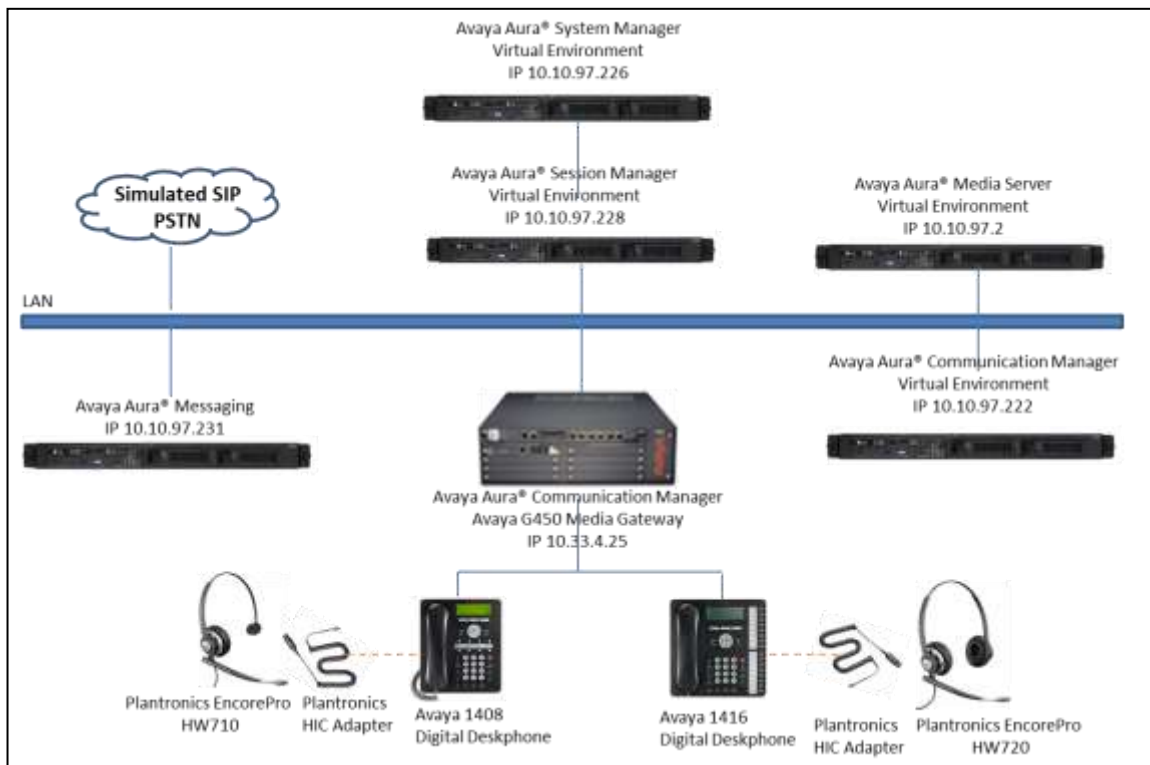 Avaya Aura® System Manager
Virtual Environment
IP 10.10.97.226
Avaya Aura® Session Manager
Virtual Environment
IP 10.10.97.228
Simulated SIP
PSTN
Avaya Aura® Media Server
Virtual Environment
IP 10.10.97.2
LAN
Avaya Aura® Messaging
IP 10.10.97.231
Avaya Aura® Communication Manager
Virtual Environment
IP 10.10.97.222
Avaya Aura® Communication Manager
Avaya G450 Media Gateway
IP 10.33.4.25
Plantronics EncorePro
HW710
Plantronics
HIC Adapter
Avaya 1408
Digital Deskphone
Avaya 1416
Digital Deskphone
Plantronics
HIC Adapter
Plantronics EncorePro
HW720